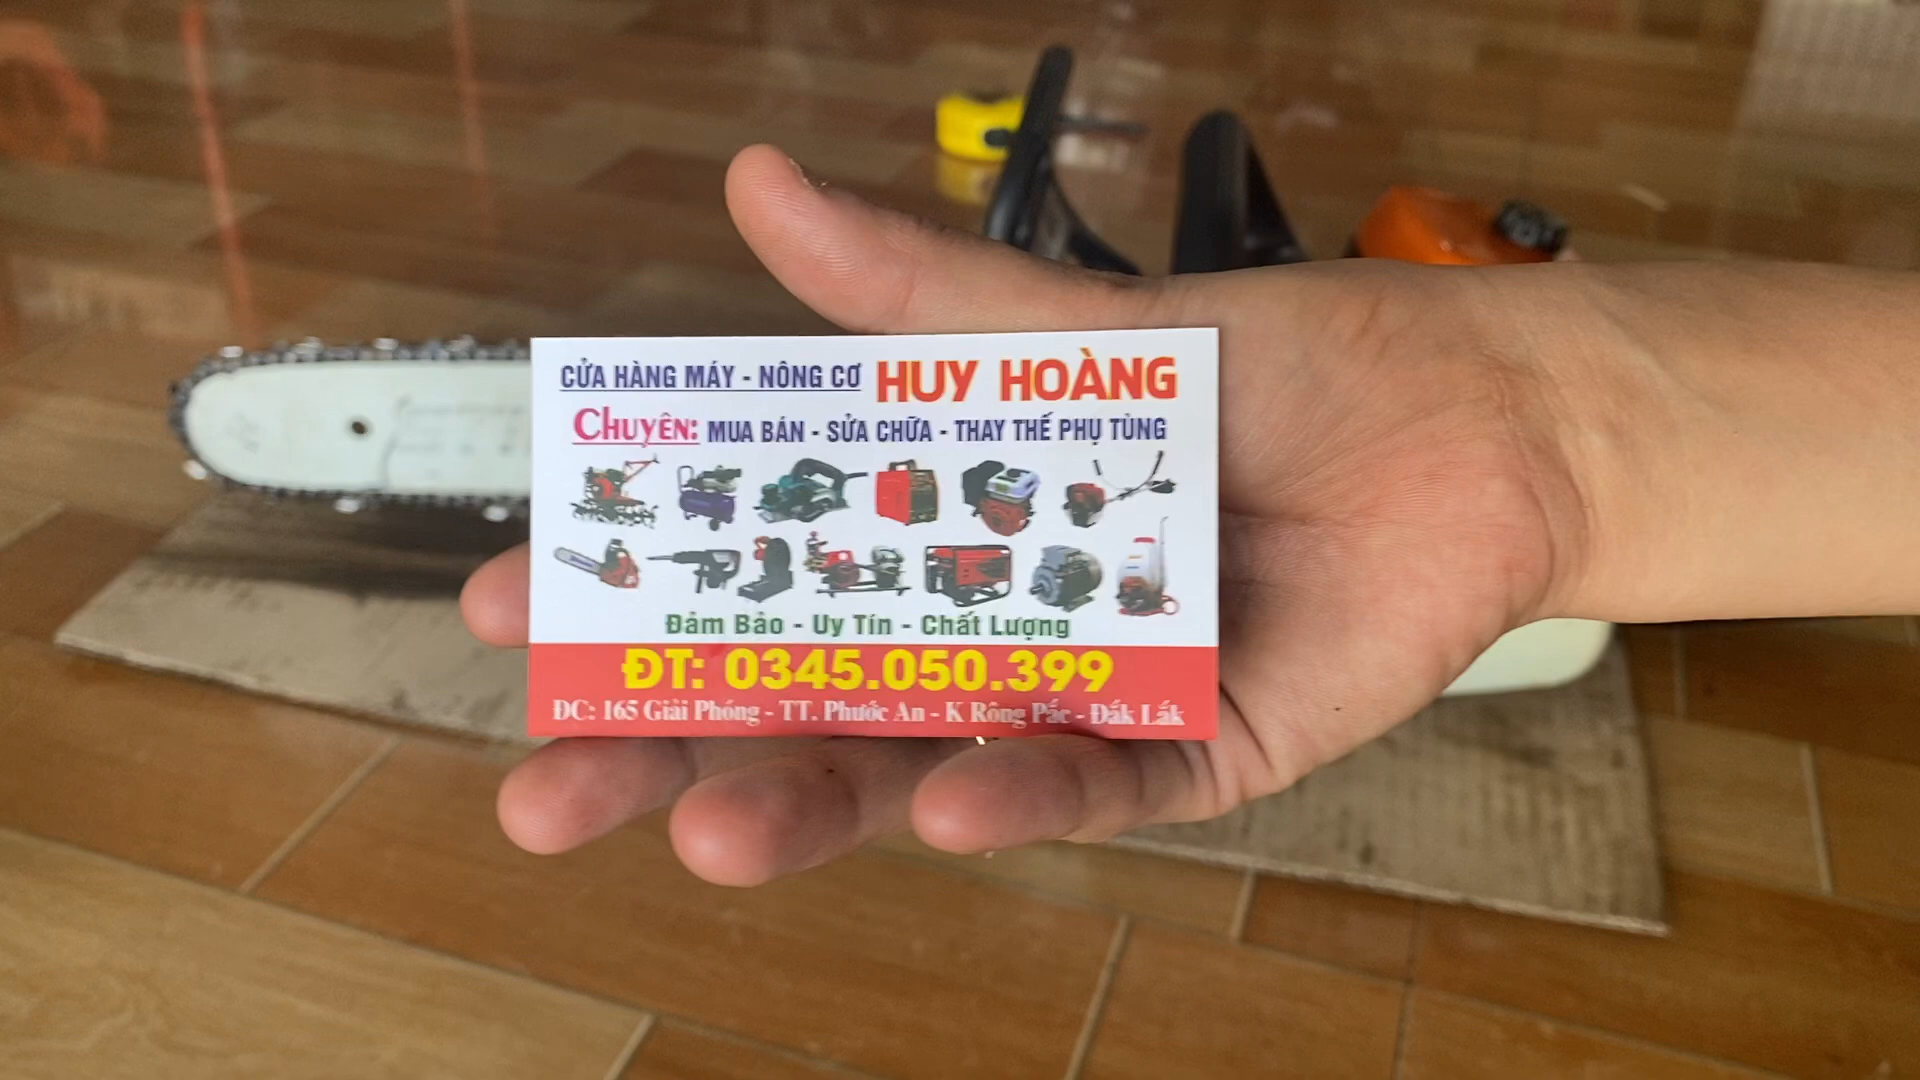 CỬA HÀNG MÁY - NÔNG CƠ HUY HOÀNG
CHUYÊN: MUA BÁN - SỬA CHỮA - THAY THẾ PHỤ TÙNG
Đảm Bảo - Uy Tín - Chất Lượng
ĐT: 0345.050.399
ĐC: 165 Giải Phóng - TT. Phước An - K Rông Pắc - Đắk Lắk